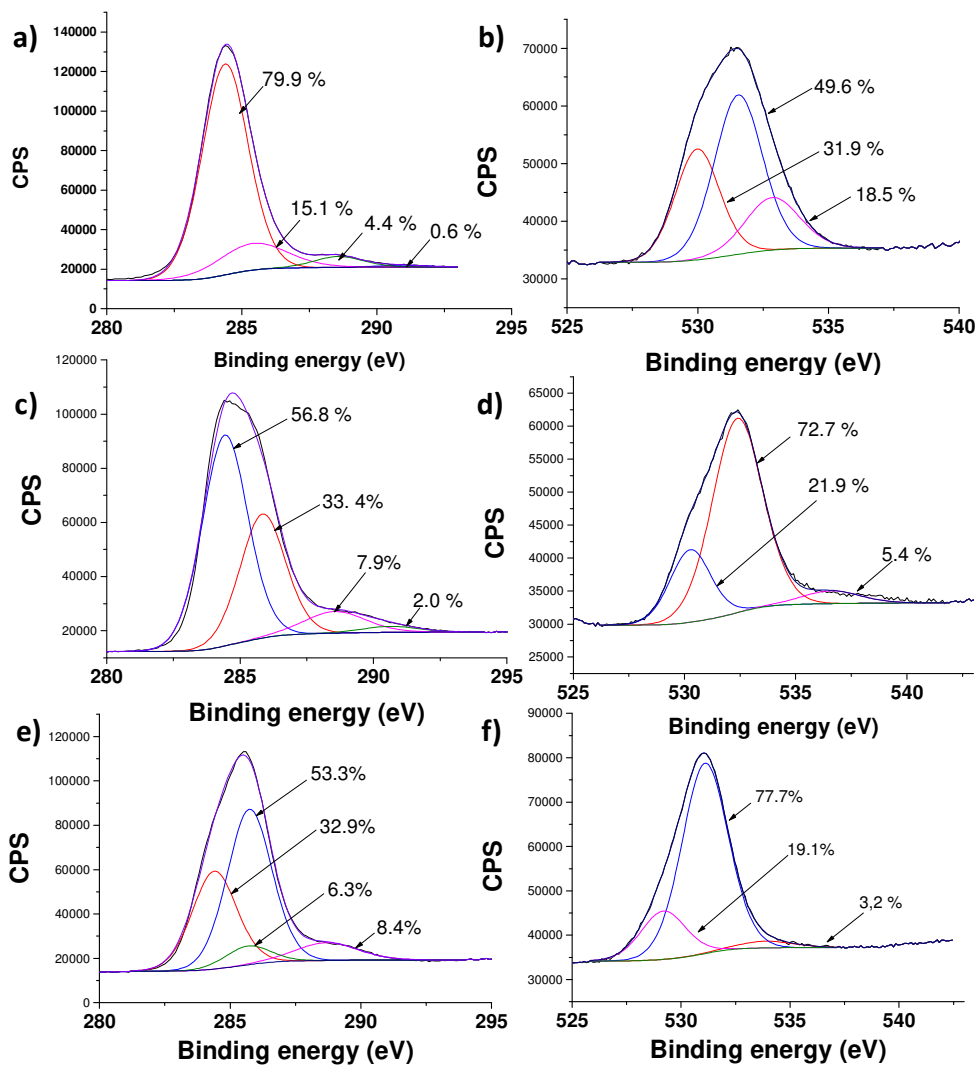 a)
140000
120000
100000
80000
60000
40000
20000
0
CPS
79.9 %
15.1 %
4.4 %
0.6 %
280 285 290 295
Binding energy (eV)
b)
70000
60000
50000
40000
30000
CPS
49.6 %
31.9 %
18.5 %
525 530 535 540
Binding energy (eV)
c)
120000
100000
80000
60000
40000
20000
CPS
56.8 %
33. 4%
7.9%
2.0 %
280 285 290 295
Binding energy (eV)
d)
65000
60000
55000
50000
45000
40000
35000
30000
25000
CPS
72.7 %
21.9 %
5.4 %
525 530 535 540
Binding energy (eV)
e)
120000
100000
80000
60000
40000
20000
0
CPS
53.3%
32.9%
6.3%
8.4%
280 285 290 295
Binding energy (eV)
f)
90000
80000
70000
60000
50000
40000
30000
CPS
77.7%
19.1%
3,2 %
525 530 535 540
Binding energy (eV)